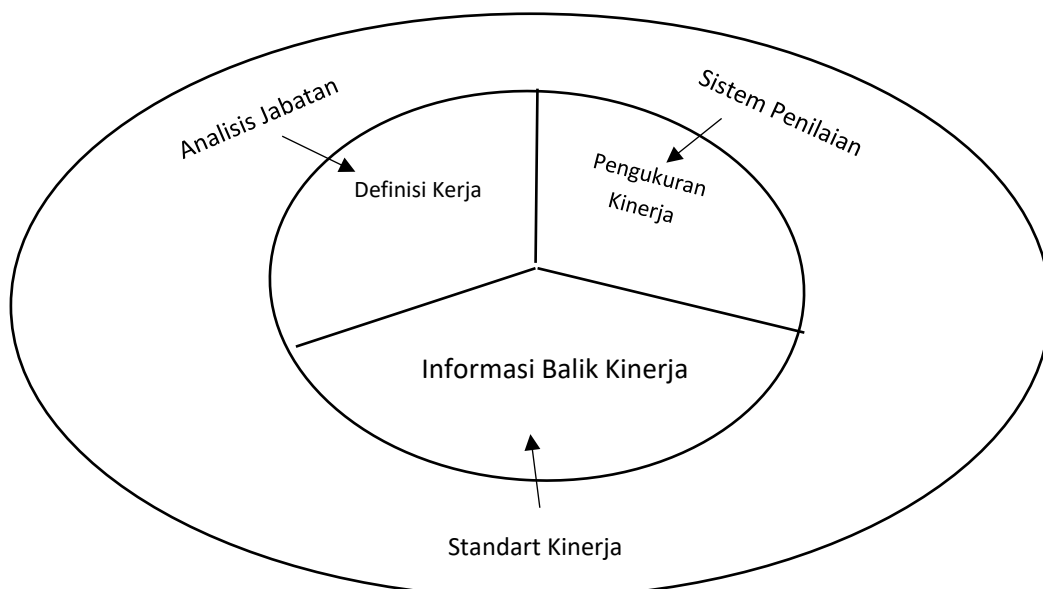 Analisis Jabatan
Sistem Penilaian
Definisi Kerja
Pengukuran
Kinerja
Informasi Balik Kinerja
Standart Kinerja